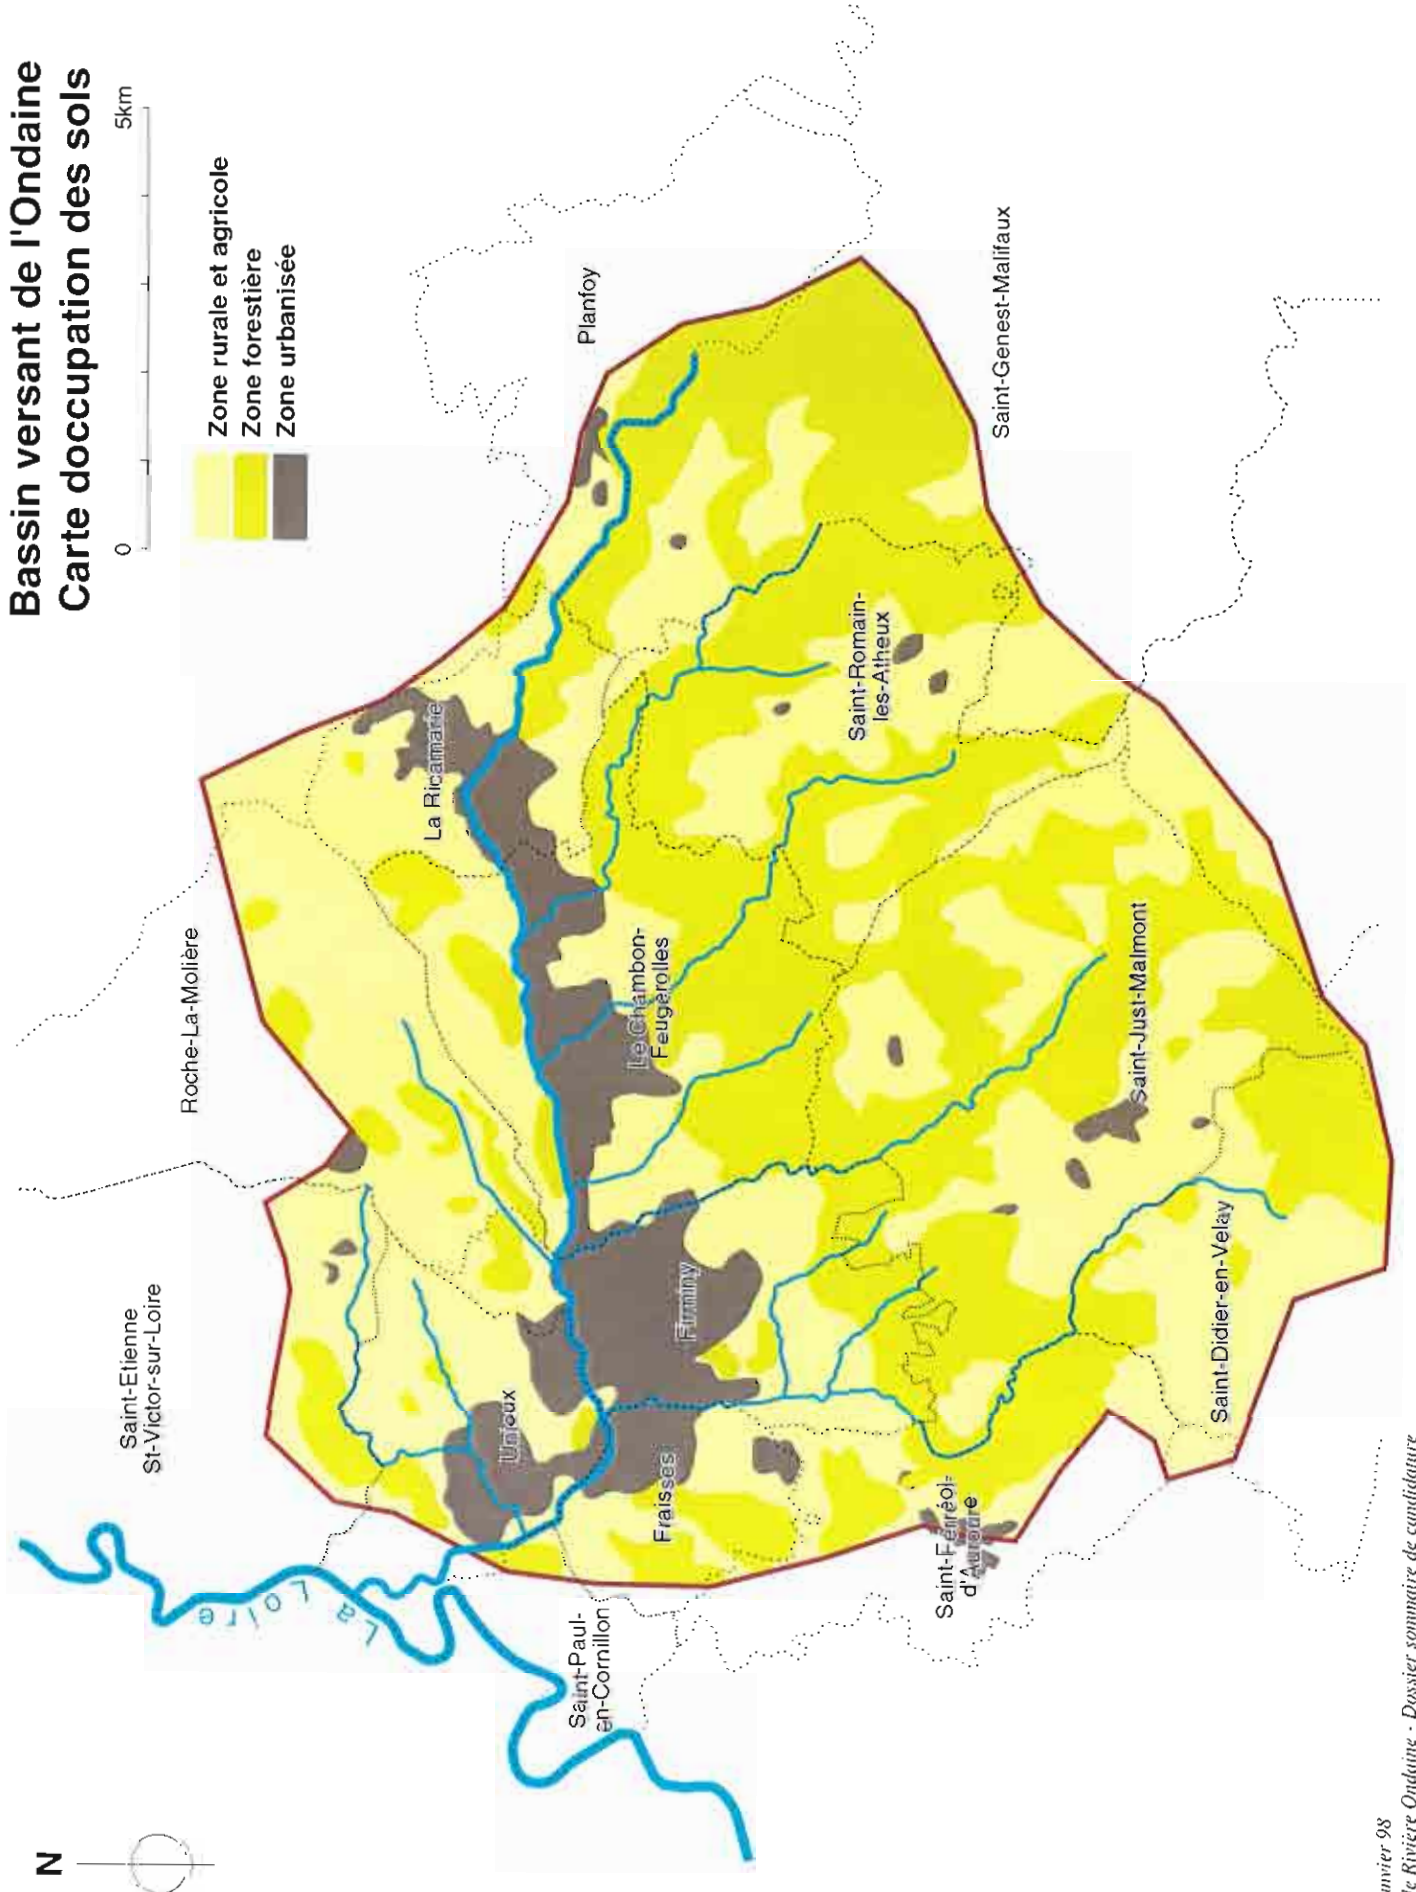 Bassin versant de l'Ondaine
Carte doccupation des sols
0
5km
Zone rurale et agricole
Zone forestière
Zone urbanisée
N
Saint-Etienne
St-Victor-sur-Loire
Roche-La-Molière
La Ricamarie
Planfoy
La Loire
Unieux
Le Chambon-
Feugerolles
Firminy
Fraisses
Saint-Paul-
en-Cornillon
Saint-Romain-
les-Atheux
Saint-Genest-Malifaux
Saint-Férréol-
d'Auroure
Saint-Just-Malmont
Saint-Didier-en-Velay
anvier 98
Rivière Ondaine - Dossier sommaire de candidature